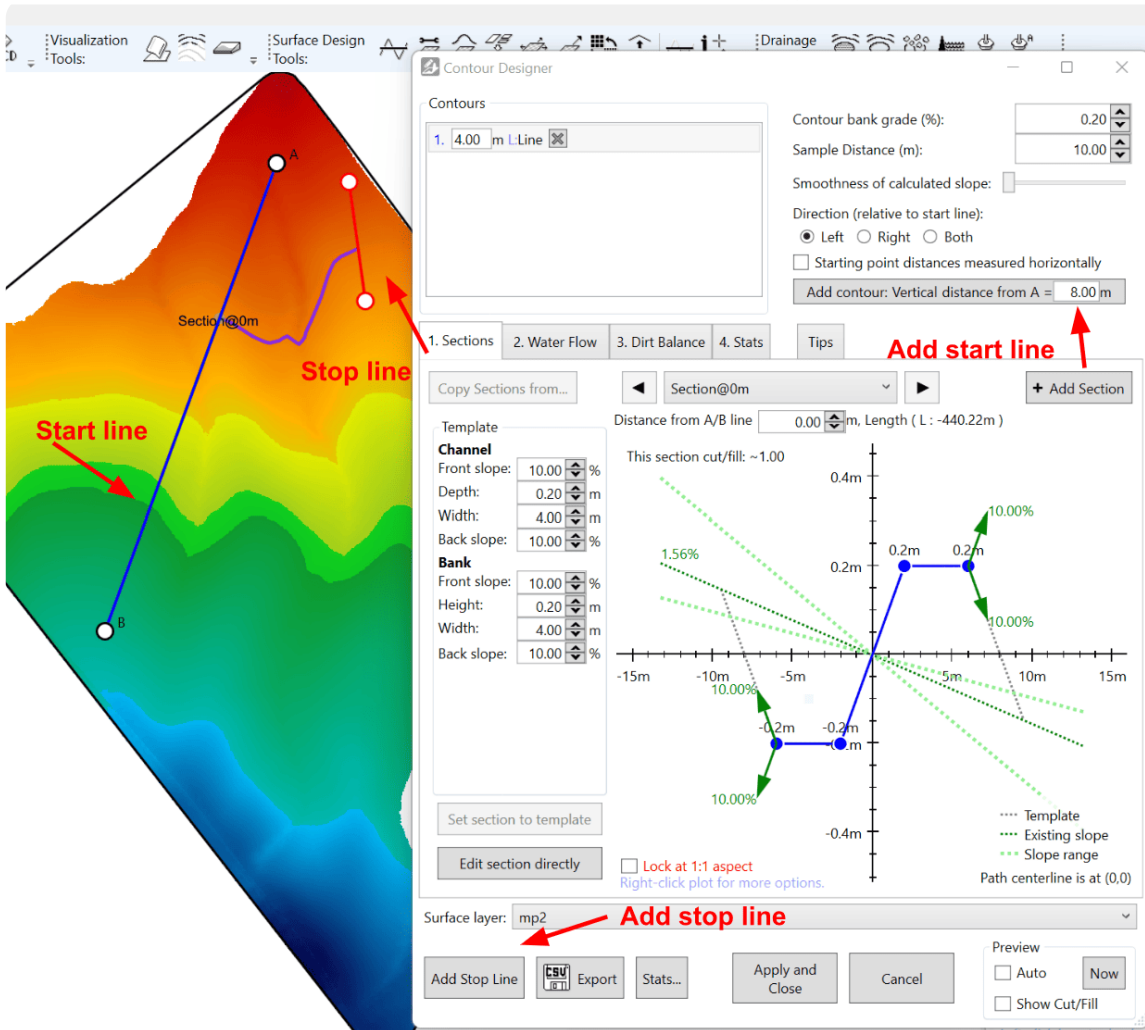 Visualization
Tools:
Surface Design
Tools:
Drainage
Contour Designer
Contours
1. 4.00 m L:Line
Contour bank grade (%): 0.20
Sample Distance (m): 10.00
Smoothness of calculated slope:
Direction (relative to start line):
Left Right Both
Starting point distances measured horizontally
Add contour: Vertical distance from A = 8.00 m
A
Section@0m
Stop line
Start line
B
Add start line
1. Sections 2. Water Flow 3. Dirt Balance 4. Stats Tips
Copy Sections from... Section@0m + Add Section
Distance from A/B line 0.00 m, Length ( L : -440.22m )
Template
Channel
Front slope: 10.00 %
Depth: 0.20 m
Width: 4.00 m
Back slope: 10.00 %
Bank
Front slope: 10.00 %
Height: 0.20 m
Width: 4.00 m
Back slope: 10.00 %
This section cut/fill: ~1.00
0.4m
10.00%
1.56%
0.2m 0.2m
0.2m
10.00%
-15m -10m -5m 5m 10m 15m
10.00%
-0.2m -0.2m
10.00%
-0.4m
Template
Existing slope
Slope range
Path centerline is at (0,0)
Set section to template
Edit section directly
Lock at 1:1 aspect
Right-click plot for more options.
Surface layer: mp2
Add stop line
Add Stop Line CSV Export Stats... Apply and Close Cancel
Preview
Auto Now
Show Cut/Fill